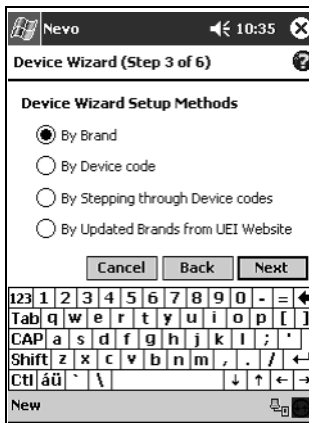 Nevo 10:35
Device Wizard (Step 3 of 6) ?
Device Wizard Setup Methods
By Brand
By Device code
By Stepping through Device codes
By Updated Brands from UEI Website
Cancel Back Next
123 1 2 3 4 5 6 7 8 9 0 - = ←
Tab q w e r t y u i o p [ ]
CAP a s d f g h j k l ; '
Shift z x c v b n m , . / ↵
Ctl áü ` \ ↓ ↑ ← →
New